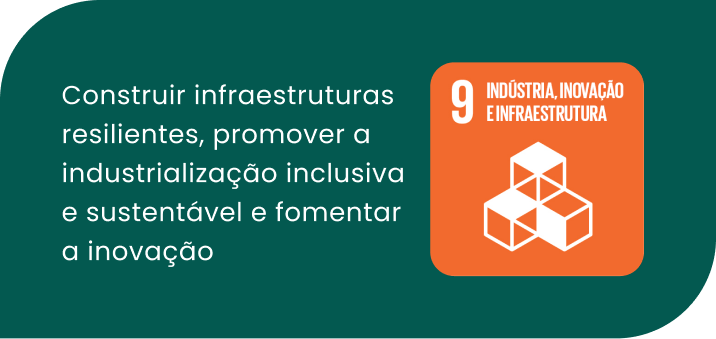 Construir infraestruturas
resilientes, promover a
industrialização inclusiva
e sustentável e fomentar
a inovação
9 INDÚSTRIA, INOVAÇÃO
E INFRAESTRUTURA